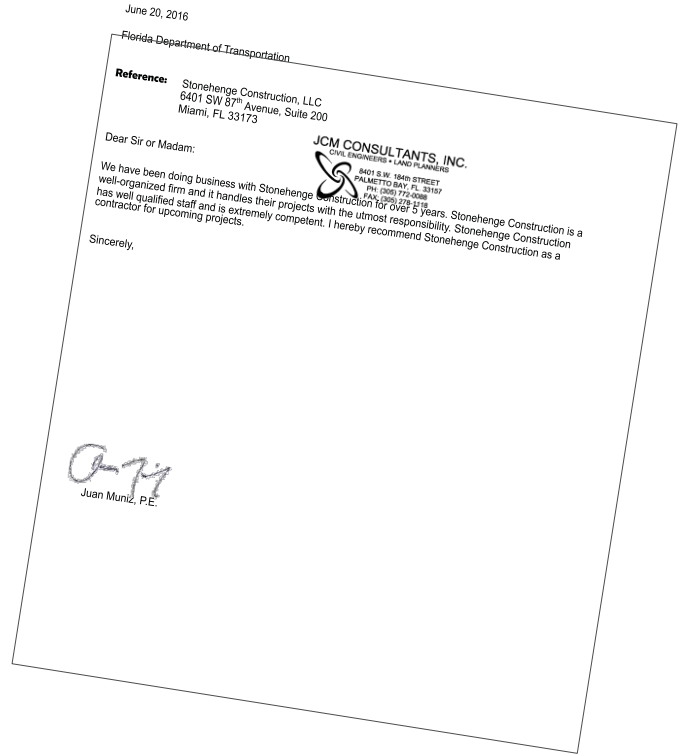 June 20, 2016
Florida Department of Transportation
Reference: Stonehenge Construction, LLC
6401 SW 87th Avenue, Suite 200
Miami, FL 33173
JCM CONSULTANTS, INC.
CIVIL ENGINEERS • LAND PLANNERS
8401 S.W. 184th STREET
PALMETTO BAY, FL. 33157
PH: (305) 772-0088
FAX: (305) 278-1118
Dear Sir or Madam:
We have been doing business with Stonehenge Construction for over 5 years. Stonehenge Construction is a
well-organized firm and it handles their projects with the utmost responsibility. Stonehenge Construction
has well qualified staff and is extremely competent. I hereby recommend Stonehenge Construction as a
contractor for upcoming projects.
Sincerely,
Juan Muniz, P.E.